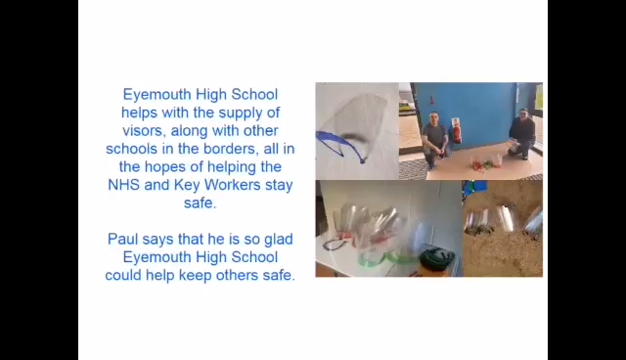 Eyemouth High School
helps with the supply of
visors, along with other
schools in the borders, all in
the hopes of helping the
NHS and Key Workers stay
safe.
Paul says that he is so glad
Eyemouth High School
could help keep others safe.